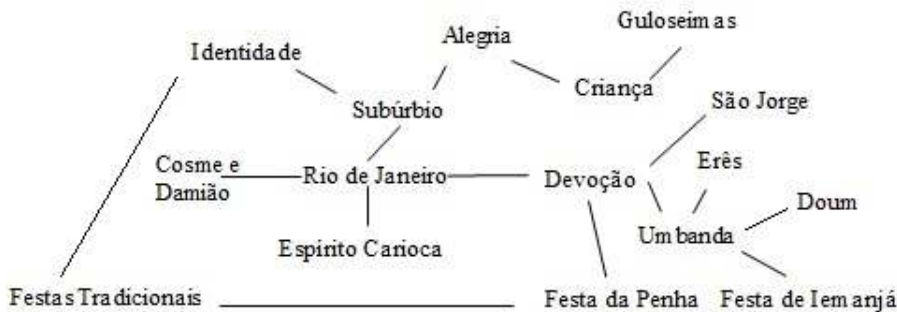 Guloseimas
Alegria
Identidade
Criança
São Jorge
Subúrbio
Erês
Cosme e
Damião
Rio de Janeiro
Devoção
Doum
Umbanda
Espirito Carioca
Festas Tradicionais
Festa da Penha
Festa de Iemanjá